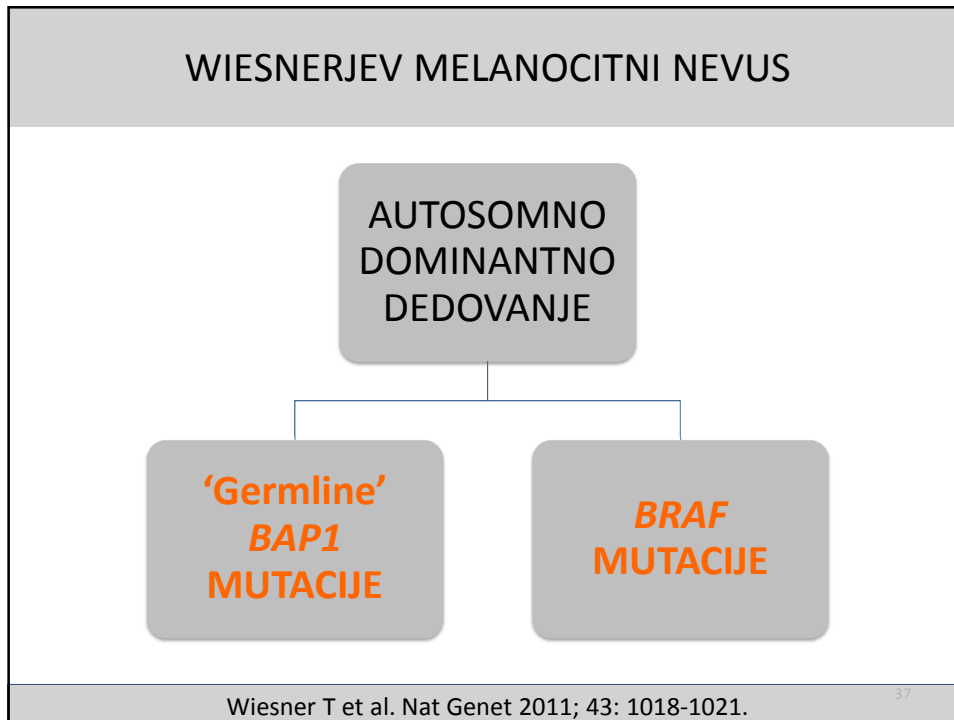 WIESNERJEV MELANOCITNI NEVUS
AUTOSOMNO
DOMINANTNO
DEDOVANJE
‘Germline’
BAP1
MUTACIJE
BRAF
MUTACIJE
Wiesner T et al. Nat Genet 2011; 43: 1018-1021.
37